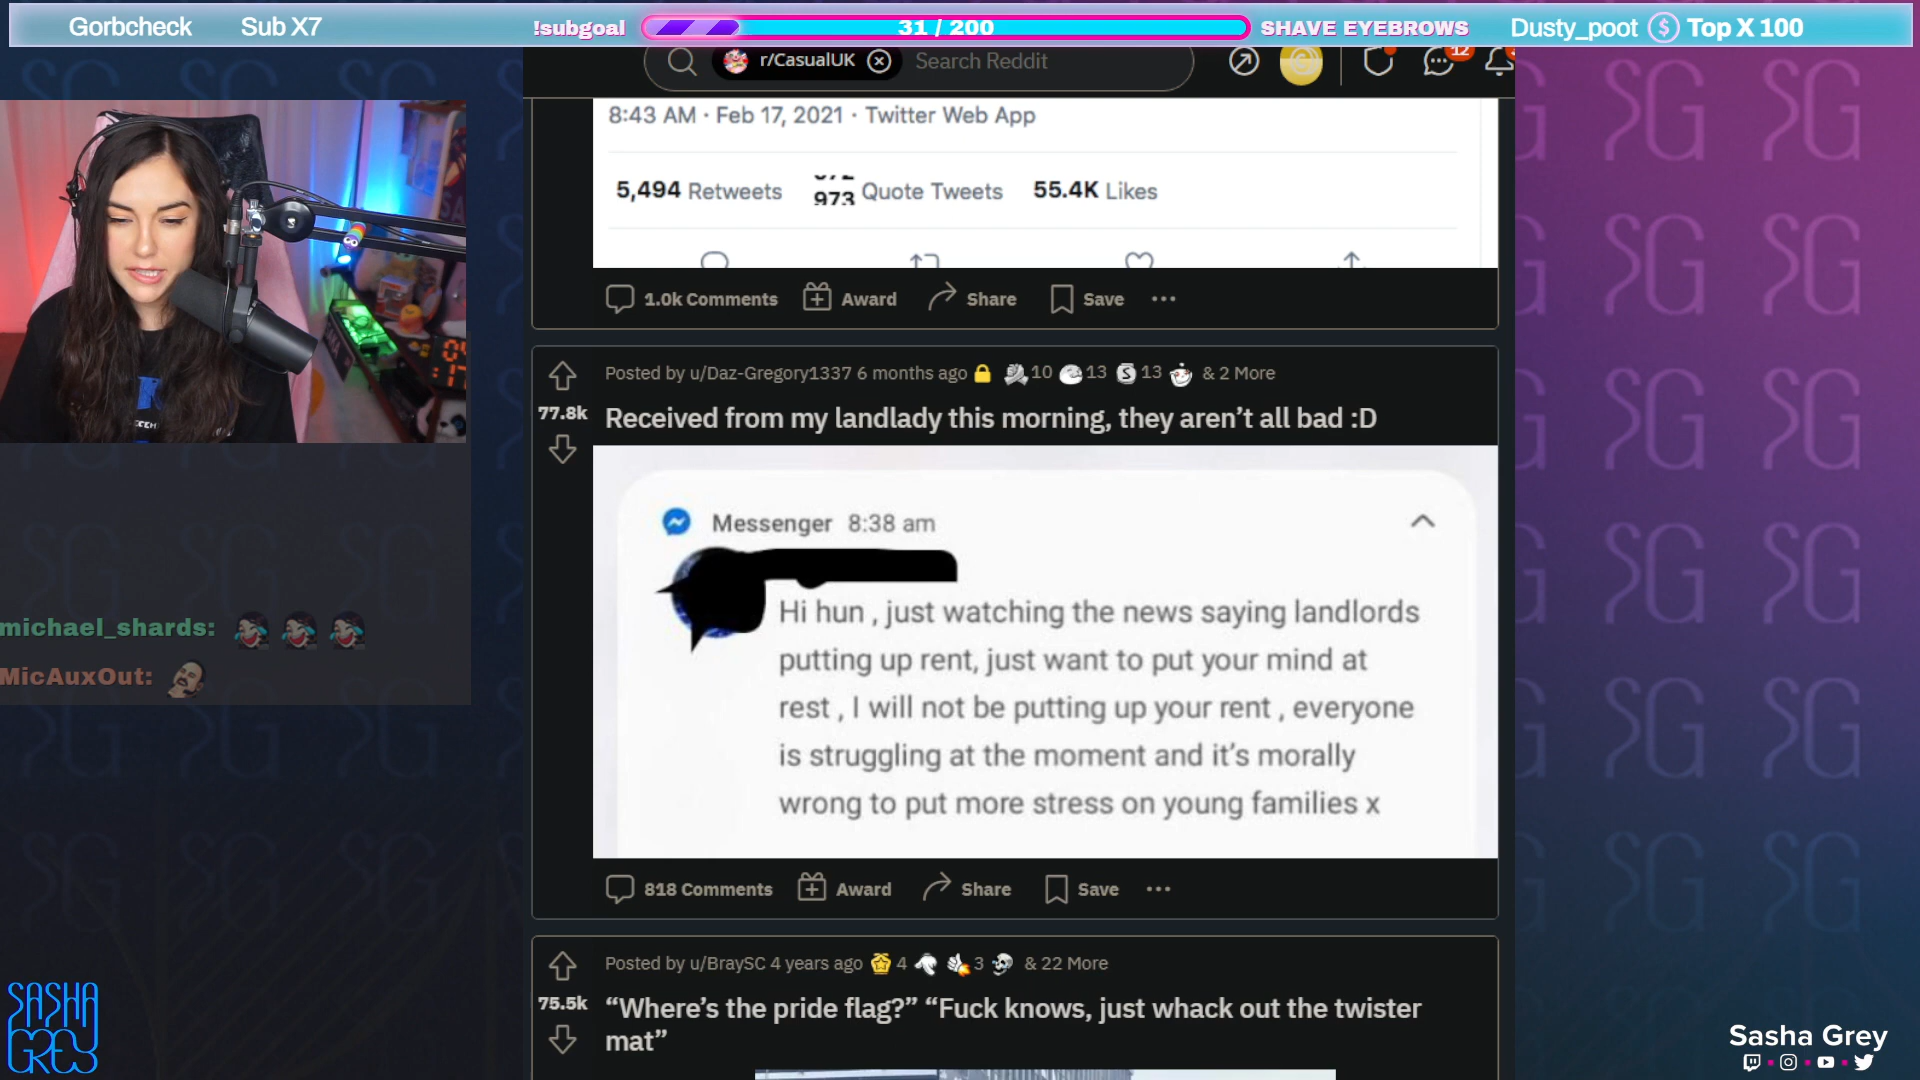 Gorbcheck Sub X7 !subgoal 31 / 200 SHAVE EYEBROWS Dusty_poot Top X 100
r/CasualUK Search Reddit 12
8:43 AM · Feb 17, 2021 · Twitter Web App
5,494 Retweets 973 Quote Tweets 55.4K Likes
1.0k Comments Award Share Save
Posted by u/Daz-Gregory1337 6 months ago 10 13 S 13 & 2 More
77.8k
Received from my landlady this morning, they aren’t all bad :D
Messenger 8:38 am
Hi hun , just watching the news saying landlords
putting up rent, just want to put your mind at
rest , I will not be putting up your rent , everyone
is struggling at the moment and it’s morally
wrong to put more stress on young families x
818 Comments Award Share Save
Posted by u/BraySC 4 years ago 4 3 & 22 More
75.5k
“Where’s the pride flag?” “Fuck knows, just whack out the twister
mat”
michael_shards:
MicAuxOut:
SASHA
GREY
Sasha Grey